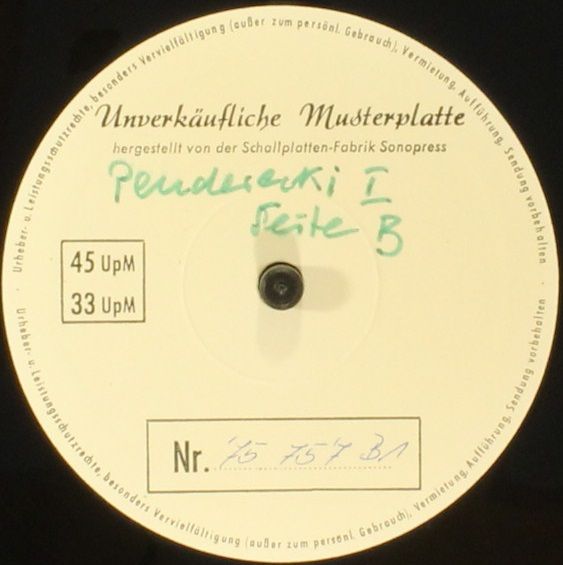 Urheber- u. Leistungsschutzrechte, besonders Vervielfältigung (außer zum persönl. Gebrauch), Vermietung, Aufführung, Sendung vorbehalten
Unverkäufliche Musterplatte
hergestellt von der Schallplatten-Fabrik Sonopress
Penderecki I
Seite B
45 UpM
33 UpM
Nr. 75 757 B1
Urheber- u. Leistungsschutzrechte, besonders Vervielfältigung (außer zum persönl. Gebrauch), Vermietung, Aufführung, Sendung vorbehalten